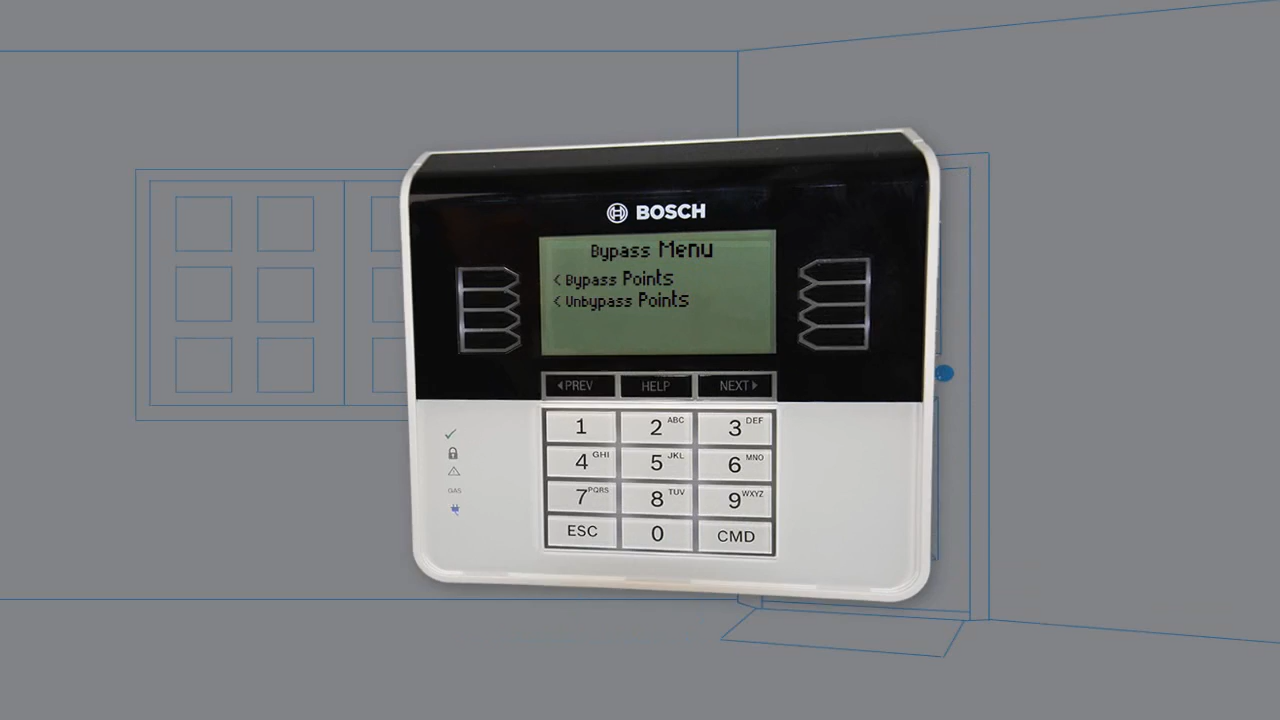 BOSCH
Bypass Menu
< Bypass Points
< Unbypass Points
PREV HELP NEXT
1 2 ABC 3 DEF
4 GHI 5 JKL 6 MNO
7 PQRS 8 TUV 9 WXYZ
ESC 0 CMD
GAS